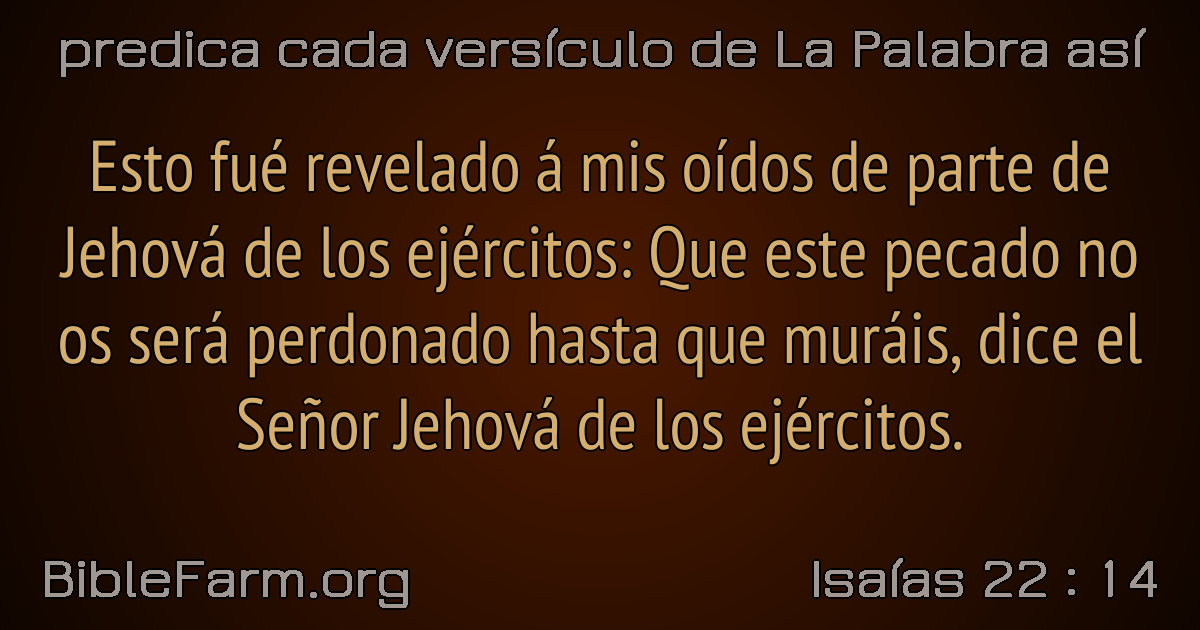 predica cada versículo de La Palabra así
Esto fué revelado á mis oídos de parte de
Jehová de los ejércitos: Que este pecado no
os será perdonado hasta que muráis, dice el
Señor Jehová de los ejércitos.
BibleFarm.org
Isaías 22 : 14